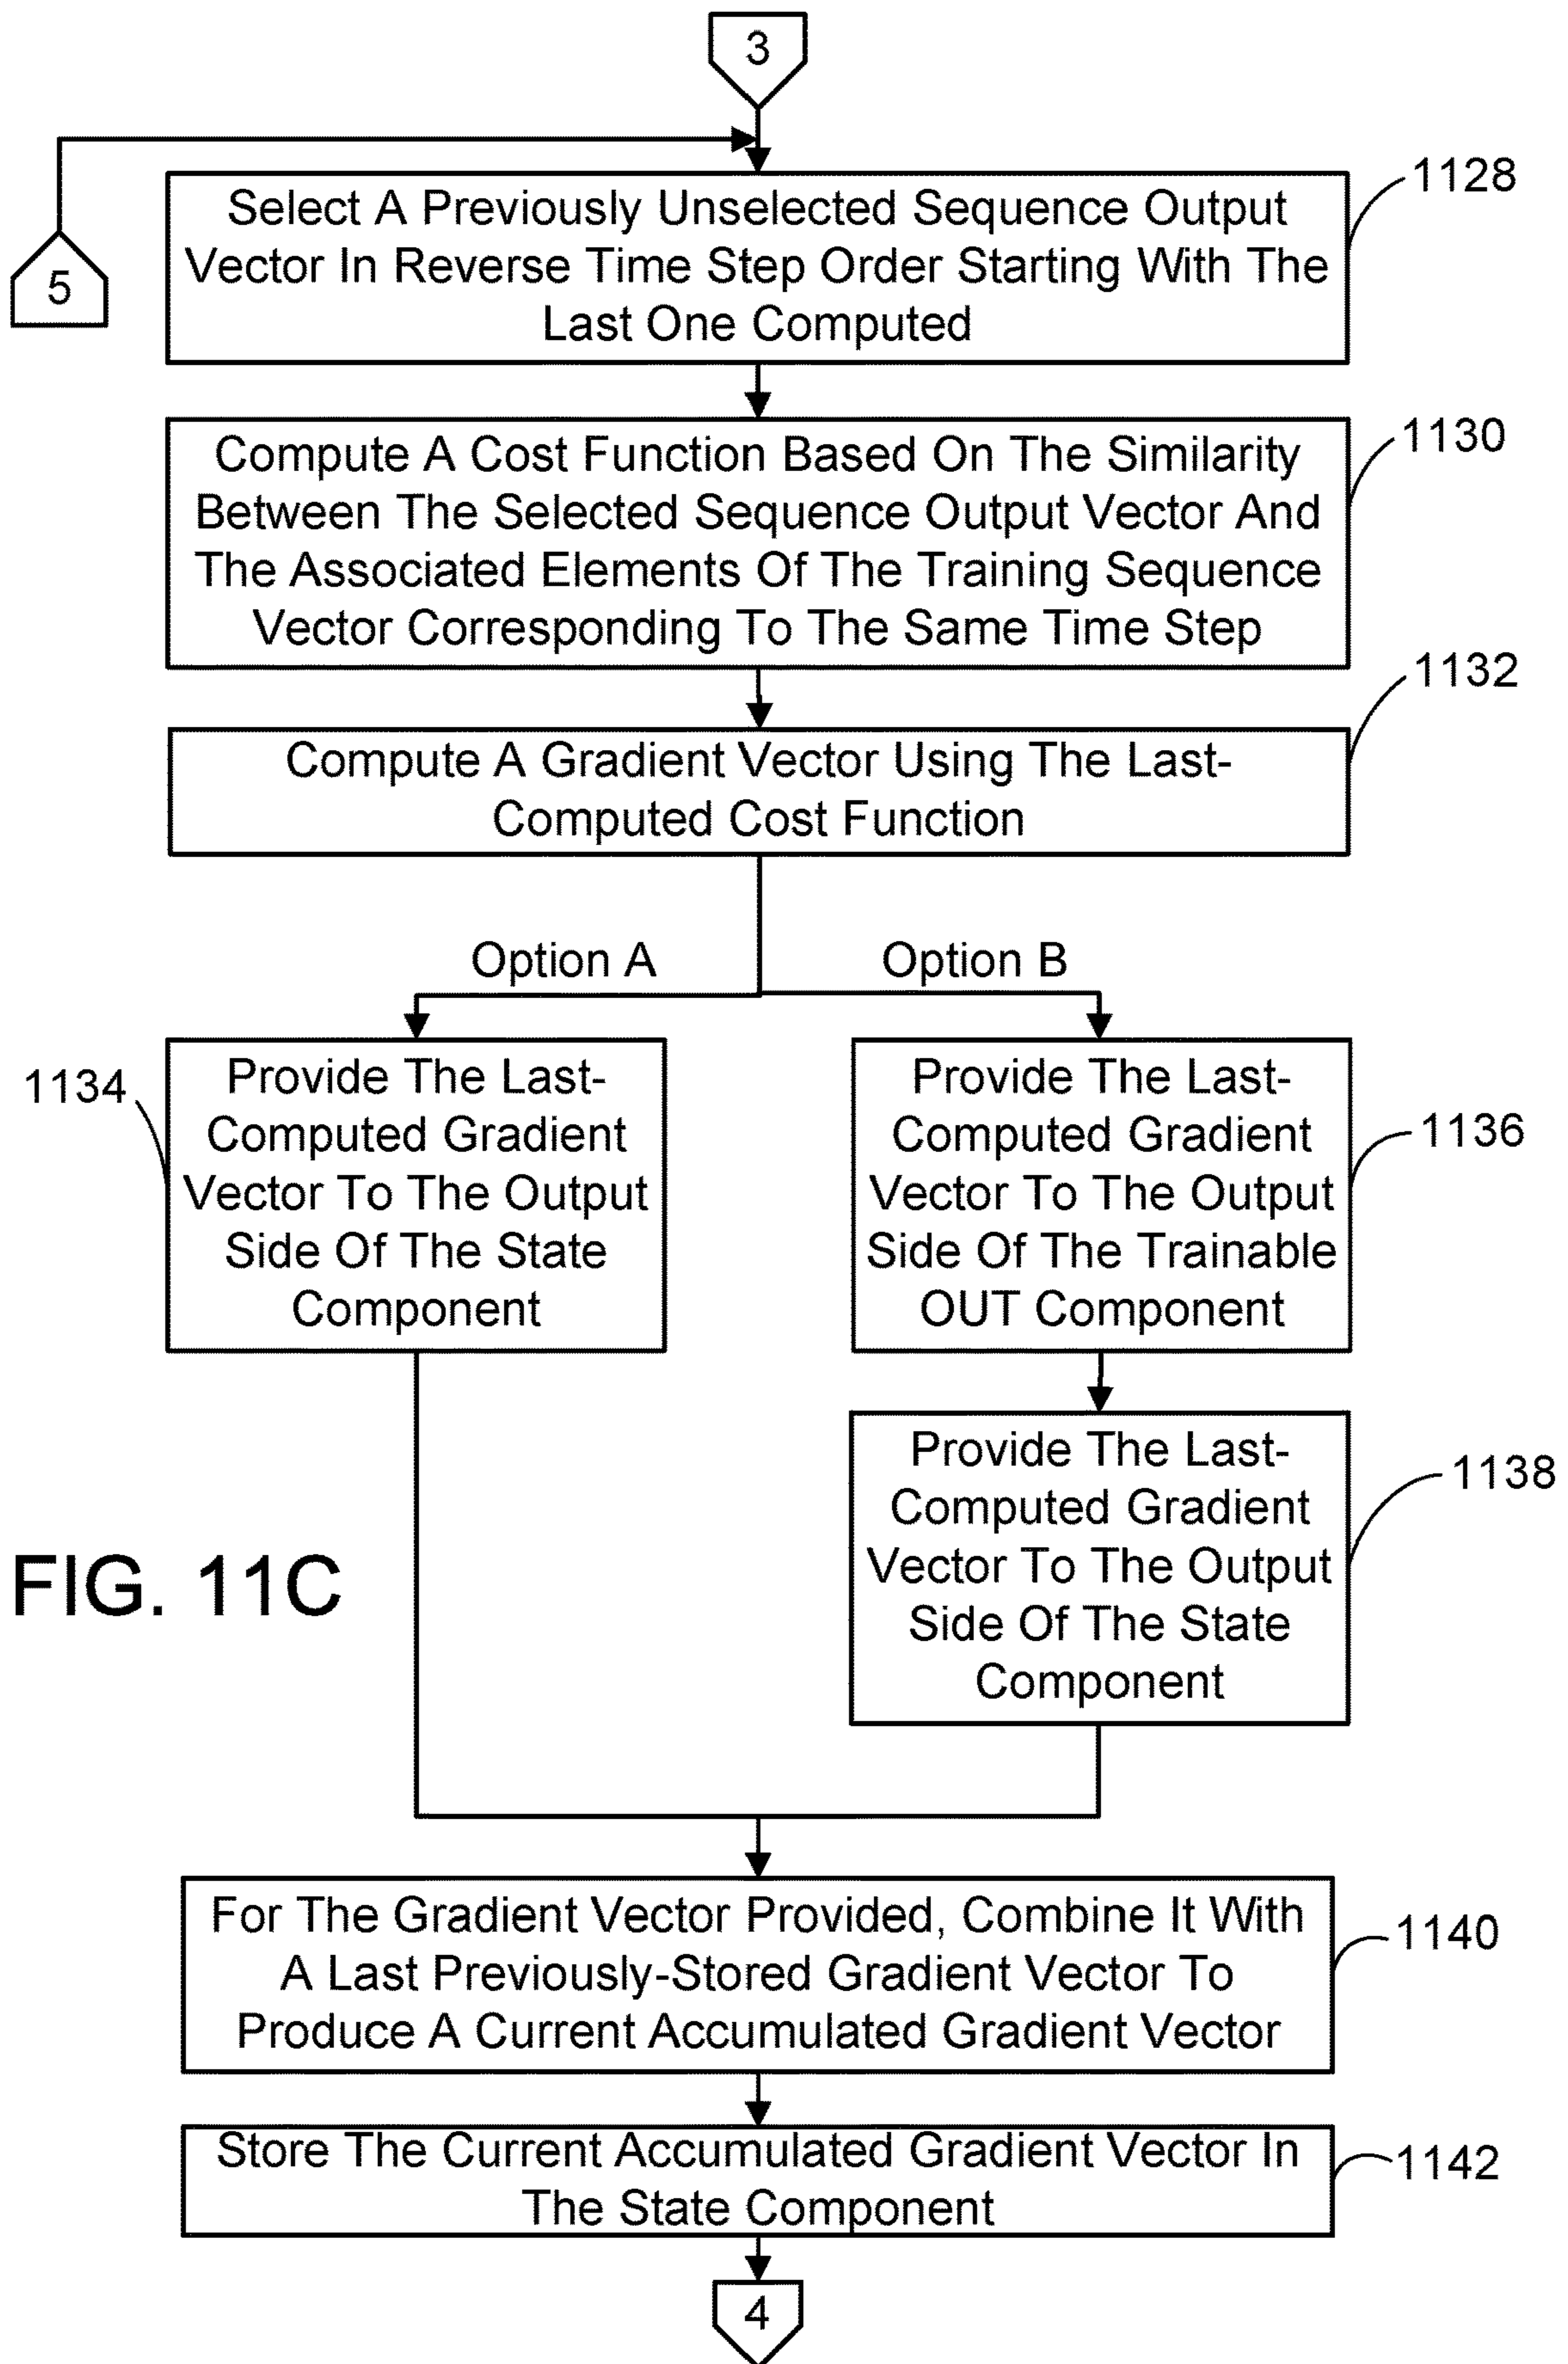 3
5
1128
Select A Previously Unselected Sequence Output
Vector In Reverse Time Step Order Starting With The
Last One Computed
1130
Compute A Cost Function Based On The Similarity
Between The Selected Sequence Output Vector And
The Associated Elements Of The Training Sequence
Vector Corresponding To The Same Time Step
1132
Compute A Gradient Vector Using The Last-
Computed Cost Function
Option A
Option B
1134
Provide The Last-
Computed Gradient
Vector To The Output
Side Of The State
Component
1136
Provide The Last-
Computed Gradient
Vector To The Output
Side Of The Trainable
OUT Component
1138
Provide The Last-
Computed Gradient
Vector To The Output
Side Of The State
Component
FIG. 11C
1140
For The Gradient Vector Provided, Combine It With
A Last Previously-Stored Gradient Vector To
Produce A Current Accumulated Gradient Vector
1142
Store The Current Accumulated Gradient Vector In
The State Component
4